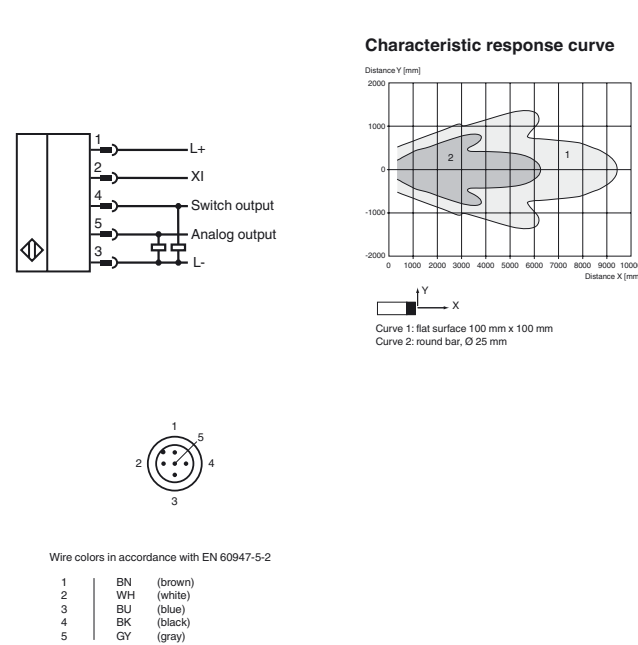 Characteristic response curve
Distance Y [mm]
2000
1000
0
-1000
-2000
1
2
0 1000 2000 3000 4000 5000 6000 7000 8000 9000 1000
Distance X [mm
Y
X
Curve 1: flat surface 100 mm x 100 mm
Curve 2: round bar, Ø 25 mm
1 L+
2 XI
4 Switch output
5 Analog output
3 L-
1
5
2 4
3
Wire colors in accordance with EN 60947-5-2
1 BN (brown)
2 WH (white)
3 BU (blue)
4 BK (black)
5 GY (gray)